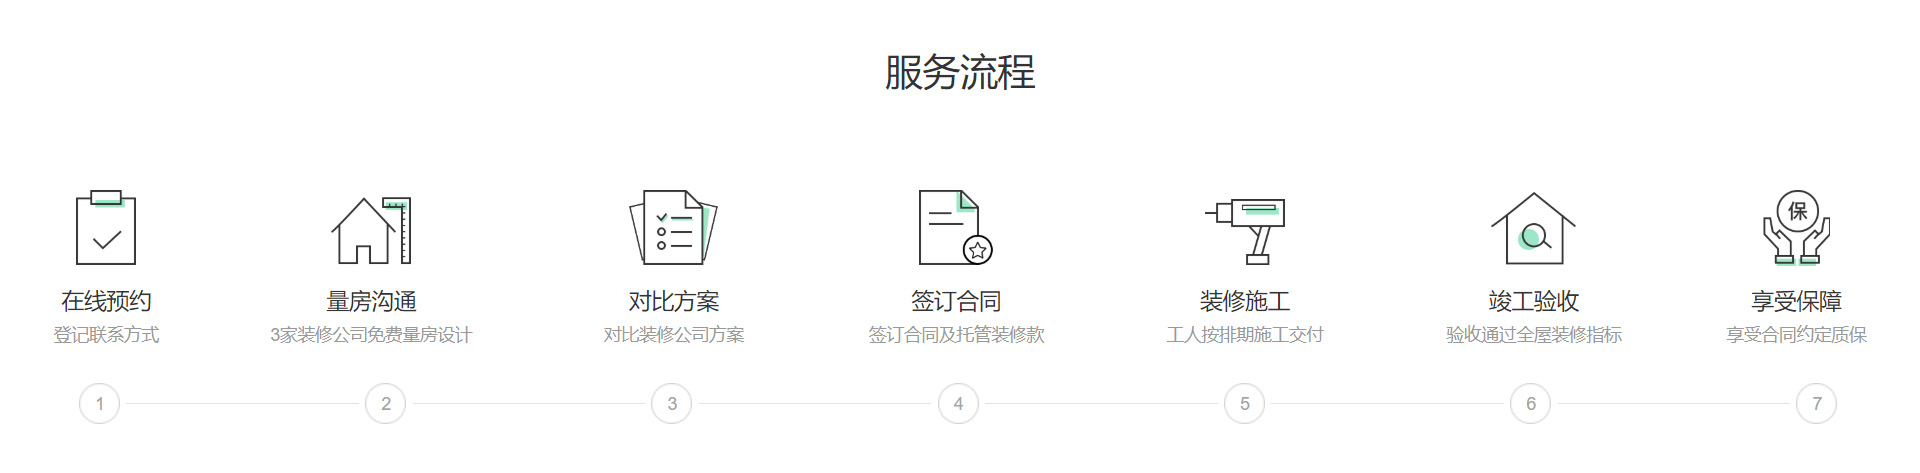 服务流程
保
在线预约
登记联系方式
量房沟通
3家装修公司免费量房设计
对比方案
对比装修公司方案
签订合同
签订合同及托管装修款
装修施工
工人按排期施工交付
竣工验收
验收通过全屋装修指标
享受保障
享受合同约定质保
1
2
3
4
5
6
7